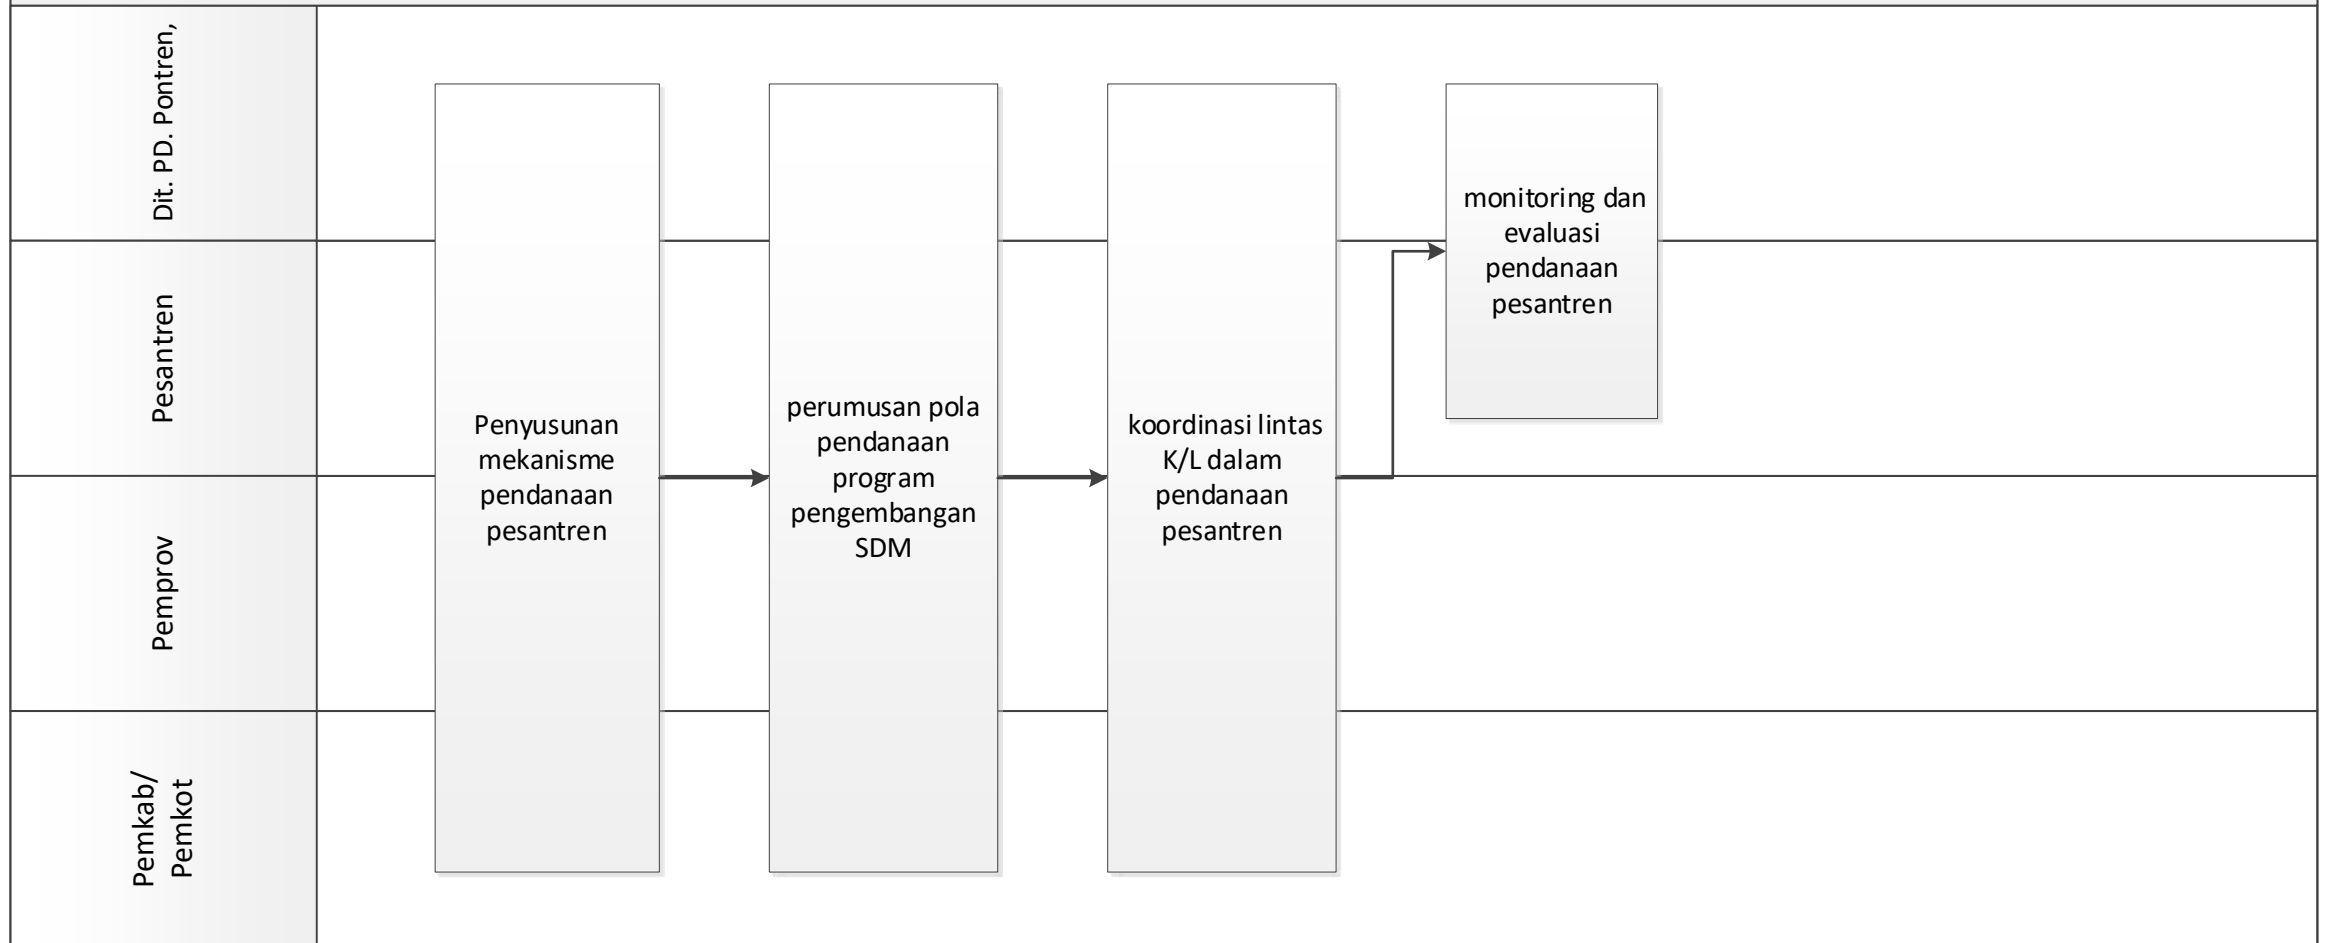 Dit. PD. Pontren,
Pesantren
Pemprov
Pemkab/
Pemkot
Penyusunan
mekanisme
pendanaan
pesantren
perumusan pola
pendanaan
program
pengembangan
SDM
koordinasi lintas
K/L dalam
pendanaan
pesantren
monitoring dan
evaluasi
pendanaan
pesantren